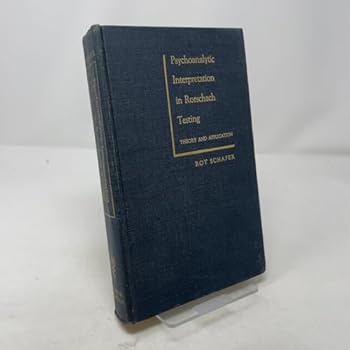 Psychoanalytic
Interpretation
in Rorschach
Testing
THEORY AND APPLICATION
ROY SCHAFER